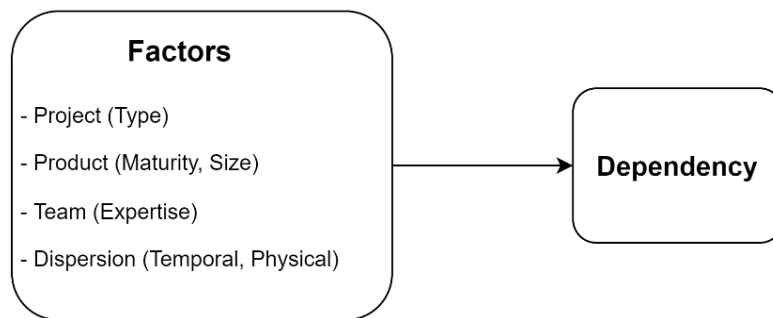 Factors
- Project (Type)
- Product (Maturity, Size)
- Team (Expertise)
- Dispersion (Temporal, Physical)
Dependency